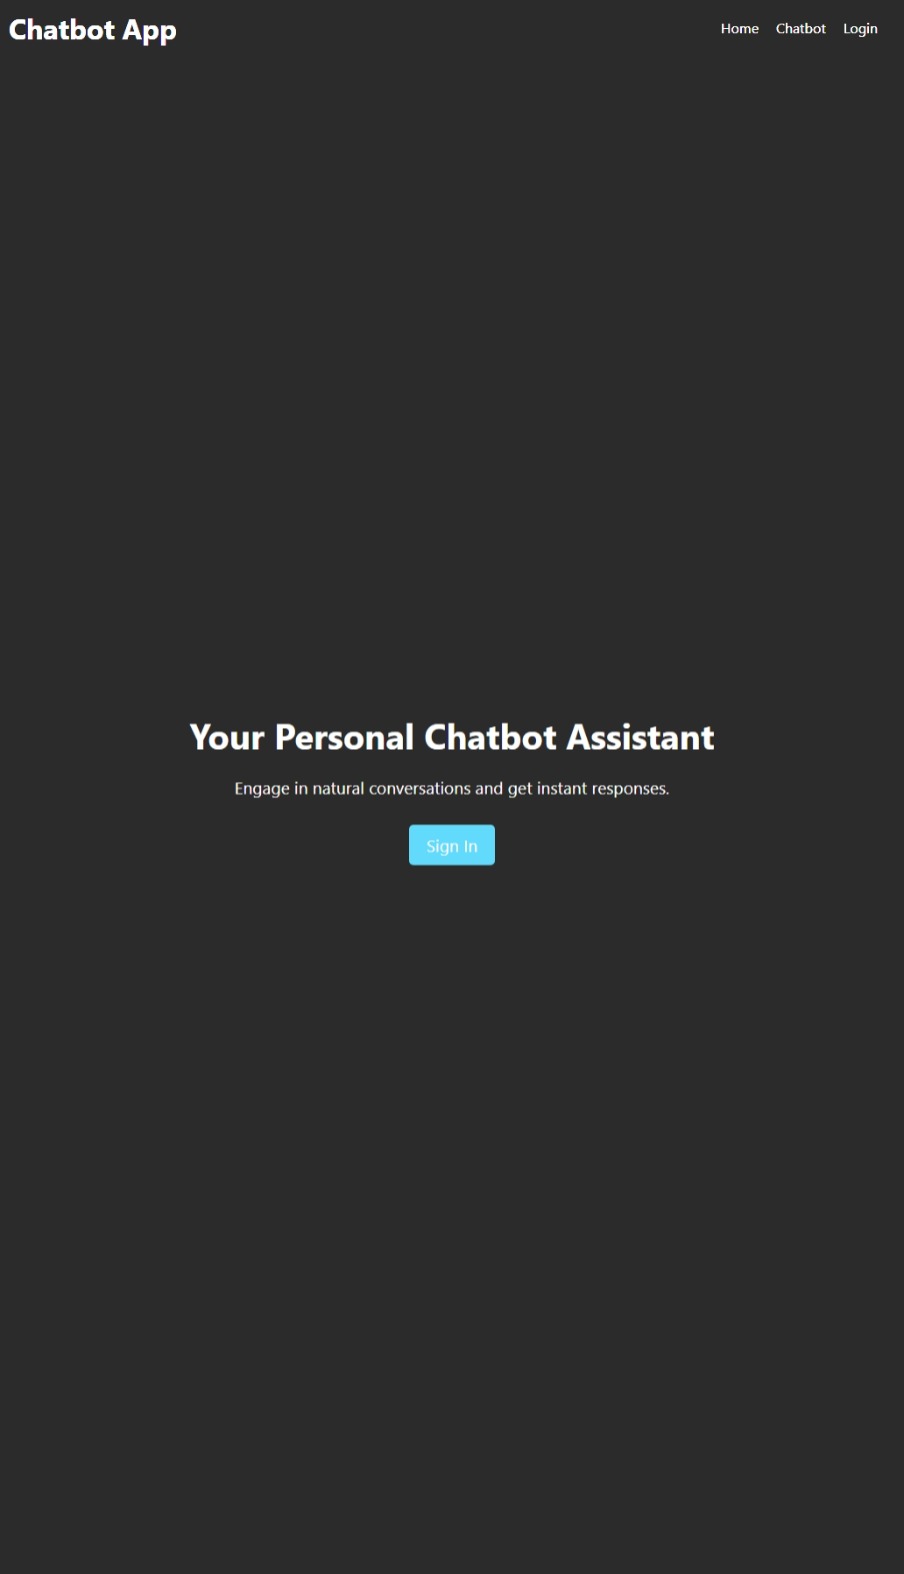 Chatbot App
Home Chatbot Login
Your Personal Chatbot Assistant
Engage in natural conversations and get instant responses.
Sign In